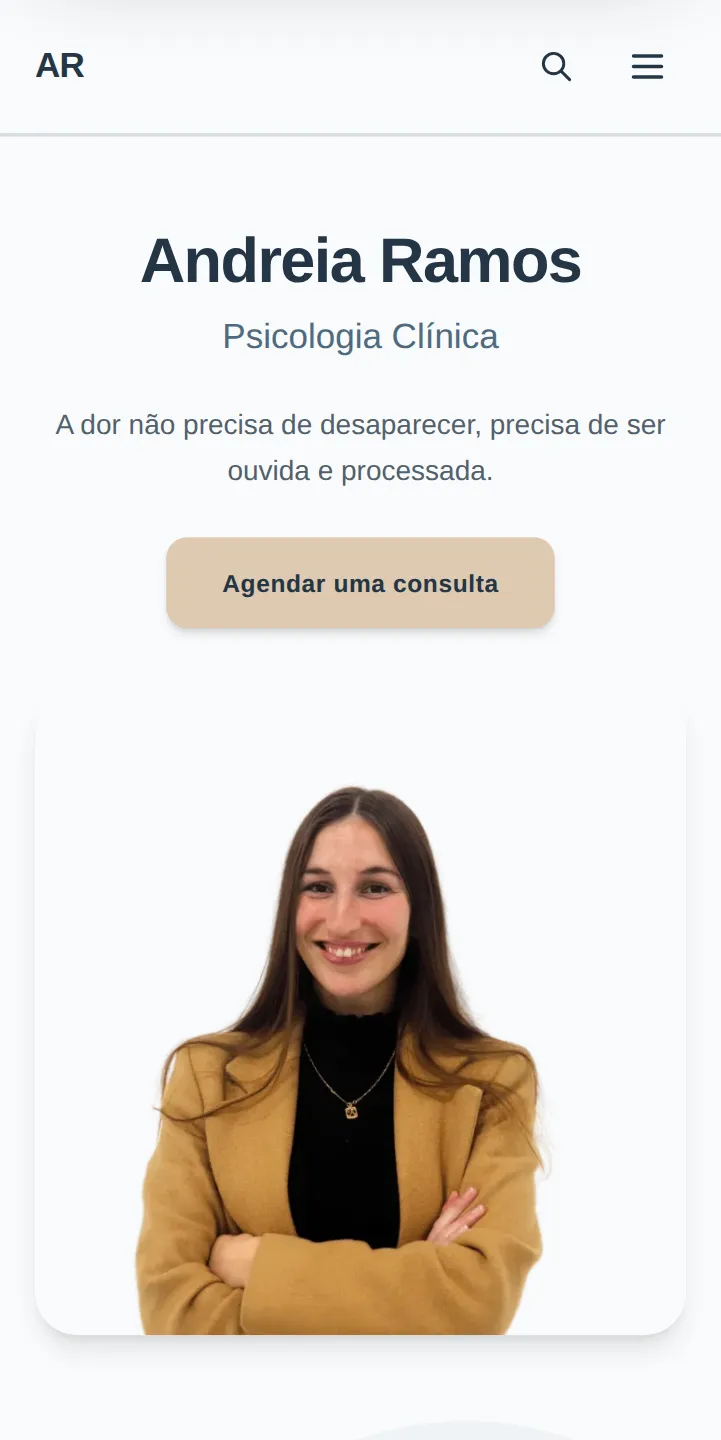 AR
Andreia Ramos
Psicologia Clínica
A dor não precisa de desaparecer, precisa de ser
ouvida e processada.
Agendar uma consulta